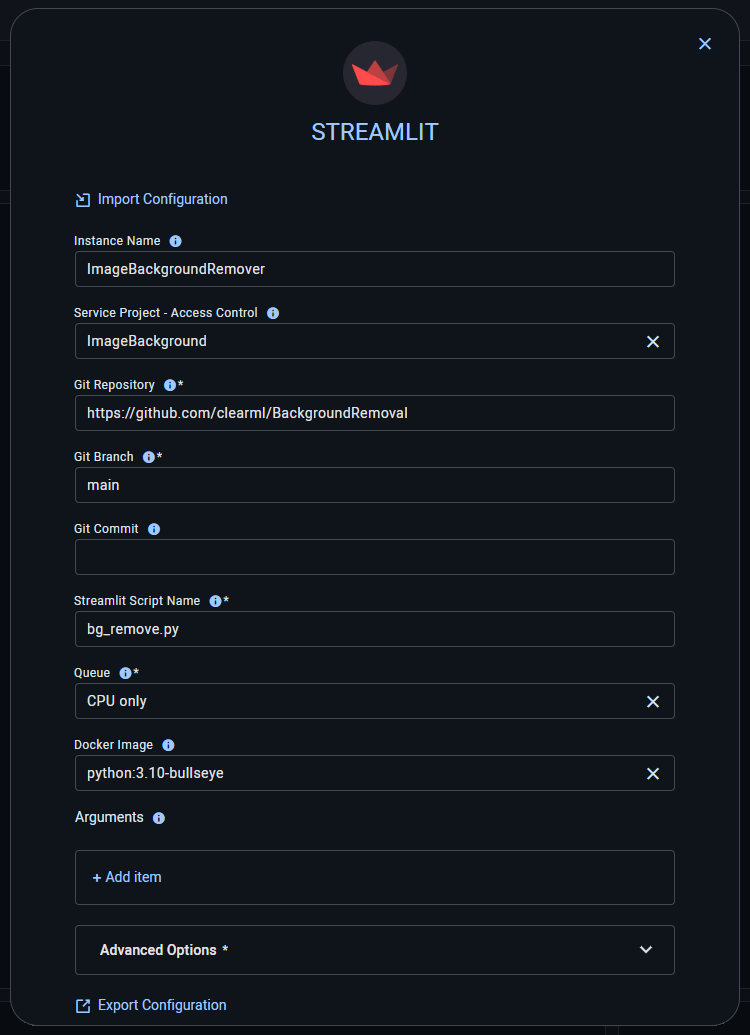 STREAMLIT
Import Configuration
Instance Name
ImageBackgroundRemover
Service Project - Access Control
ImageBackground
Git Repository *
https://github.com/clearml/BackgroundRemoval
Git Branch *
main
Git Commit
Streamlit Script Name *
bg_remove.py
Queue *
CPU only
Docker Image
python:3.10-bullseye
Arguments
+ Add item
Advanced Options *
Export Configuration